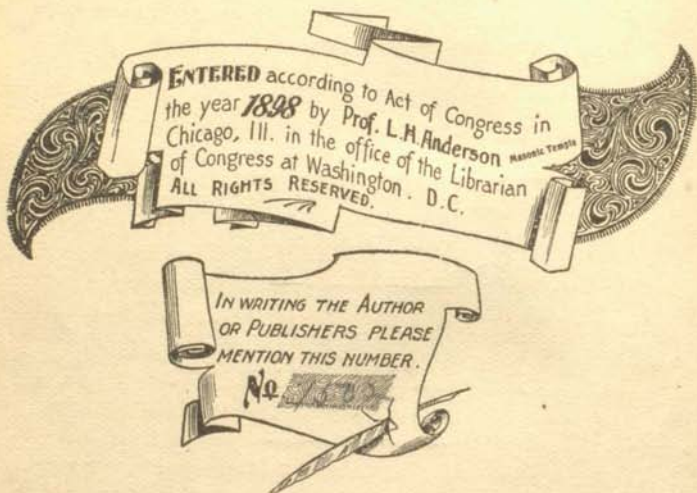 ENTERED according to Act of Congress in
the year 1898 by Prof. L.H. Anderson Masonic Temple
Chicago, Ill. in the office of the Librarian
of Congress at Washington. D.C.
ALL RIGHTS RESERVED.
IN WRITING THE AUTHOR
OR PUBLISHERS PLEASE
MENTION THIS NUMBER.
No